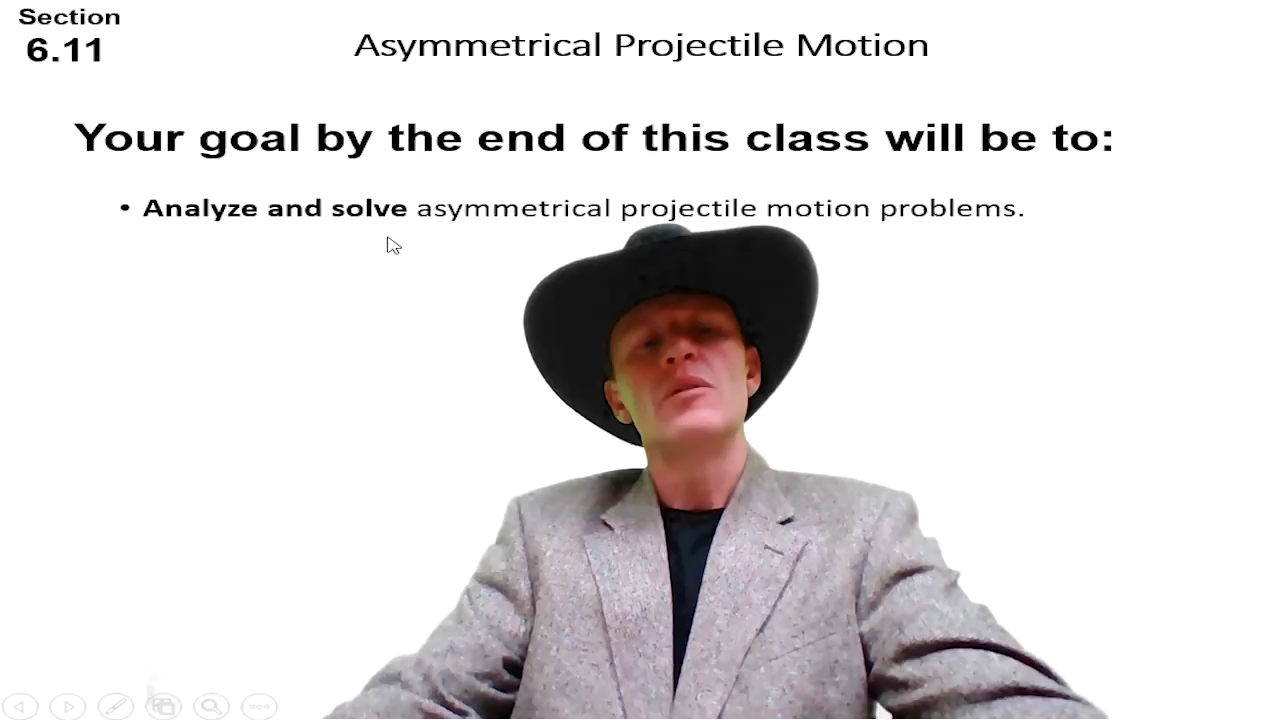 Section
6.11
Asymmetrical Projectile Motion
Your goal by the end of this class will be to:
• Analyze and solve asymmetrical projectile motion problems.